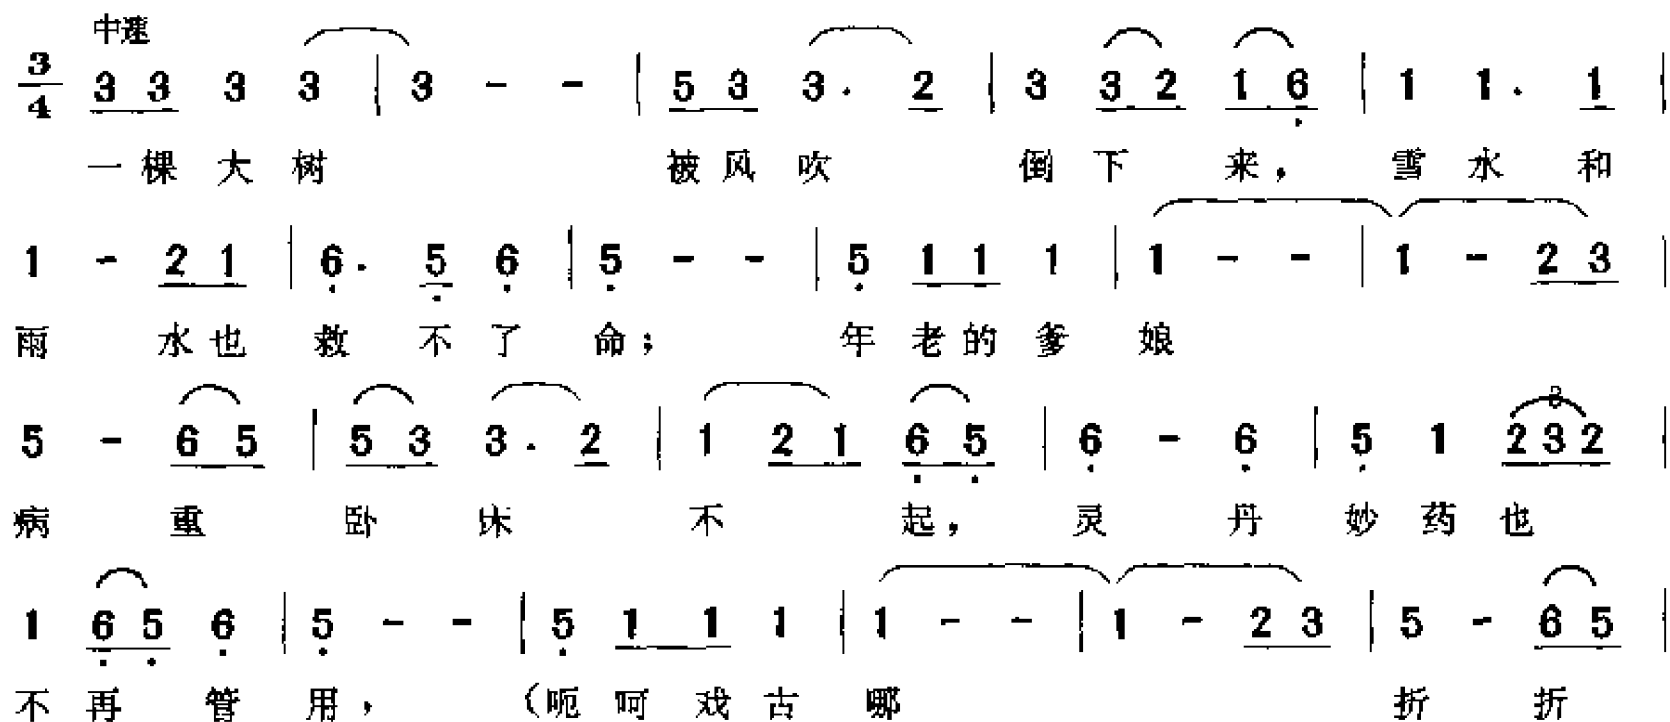 中速
3/4 3 3 3 3 | 3 - - | 5 3 3. 2 | 3 3 2 1 6 | 1 1. 1 |
一棵大树 被风吹 倒下来，雪水和
1 - 2 1 | 6. 5 6 | 5 - - | 5 1 1 1 | 1 - - | 1 - 2 3 |
雨 水也 救 不了 命； 年老的爹 娘
5 - 6 5 | 5 3 3. 2 | 1 2 1 6 5 | 6 - 6 | 5 1 2 3 2 |
3
病 重 卧 床 不 起， 灵 丹 妙药也
1 6 5 6 | 5 - - | 5 1 1 1 | 1 - - | 1 - 2 3 | 5 - 6 5 |
不再 管 用， （呃呵戏古 哪 折 折